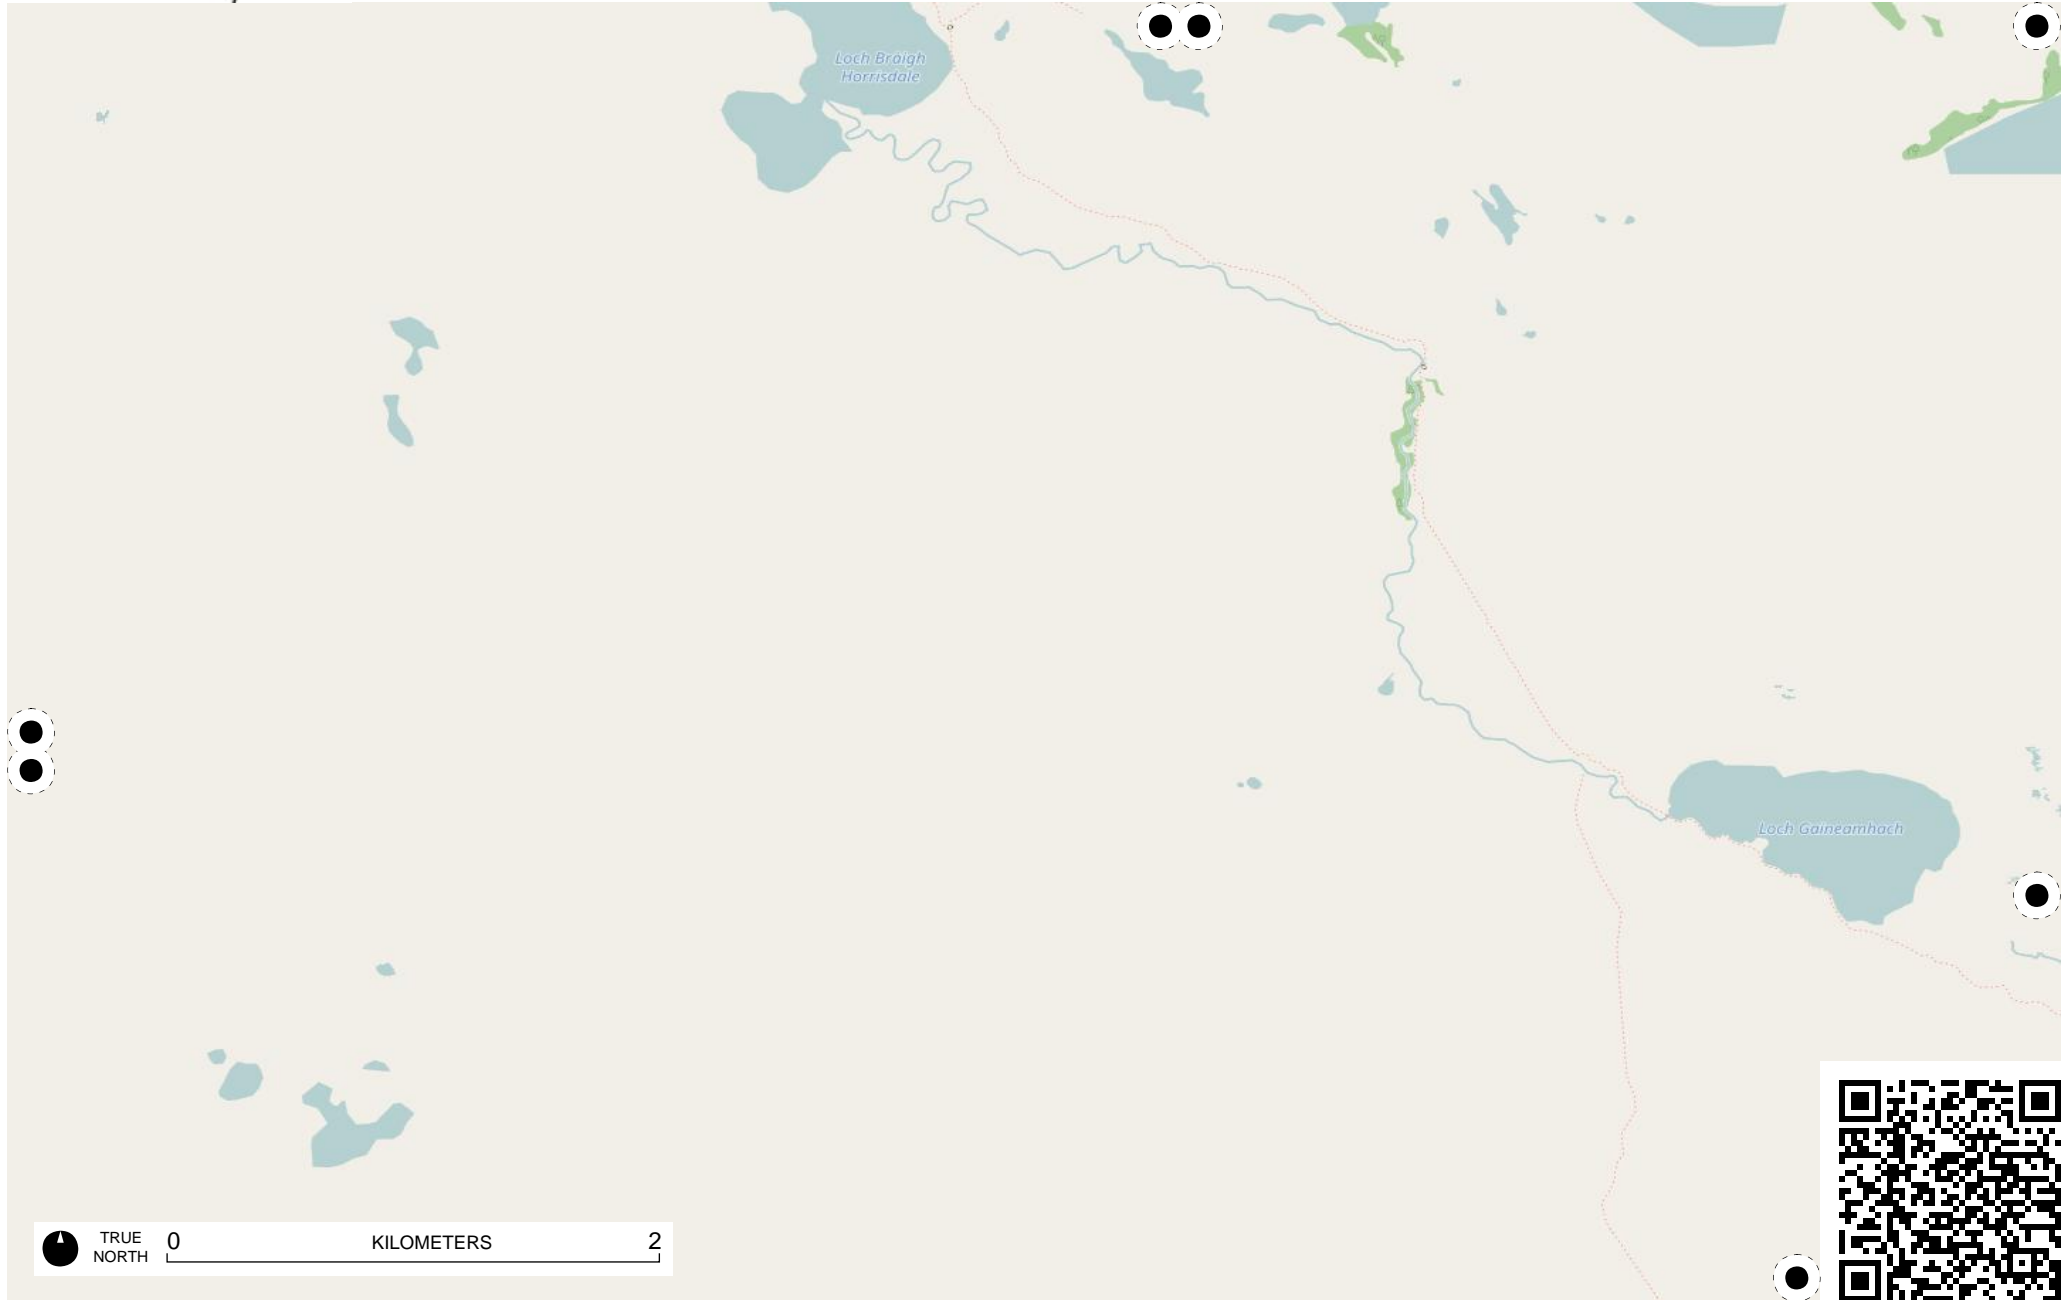 Loch Bràigh
Horrisdale
Loch Gaineamhach
TRUE
NORTH
0 KILOMETERS 2